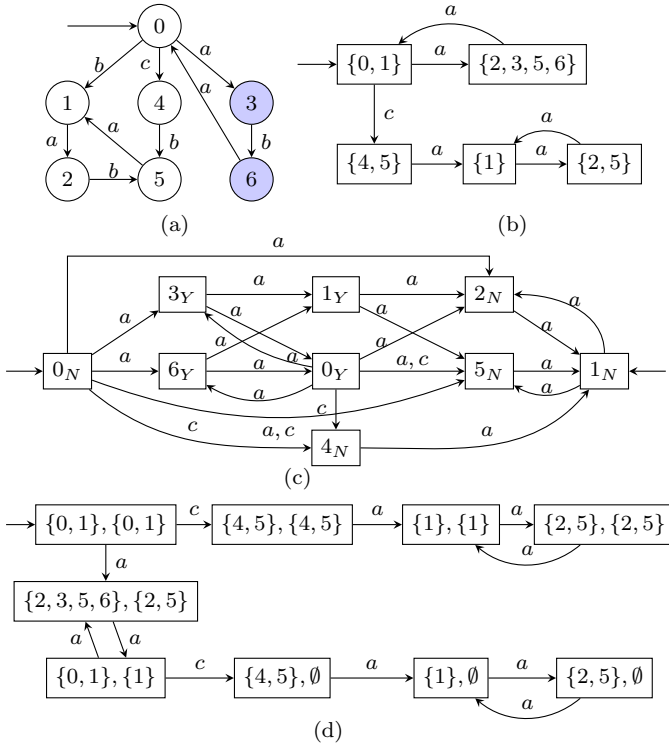 0
b
c
a
a
1
4
3
a
b
a
b
2
b
5
6
(a)
a
{0, 1}
a
{2, 3, 5, 6}
c
a
{4, 5}
a
{1}
a
{2, 5}
(b)
a
3_Y
a
1_Y
a
2_N
a
a
a
a
a
a
a
0_N
a
6_Y
a
0_Y
a, c
5_N
a
1_N
a
a
c
c
a, c
4_N
a
(c)
{0, 1}, {0, 1}
c
{4, 5}, {4, 5}
a
{1}, {1}
a
{2, 5}, {2, 5}
a
a
{2, 3, 5, 6}, {2, 5}
a
a
{0, 1}, {1}
c
{4, 5}, ∅
a
{1}, ∅
a
{2, 5}, ∅
a
(d)